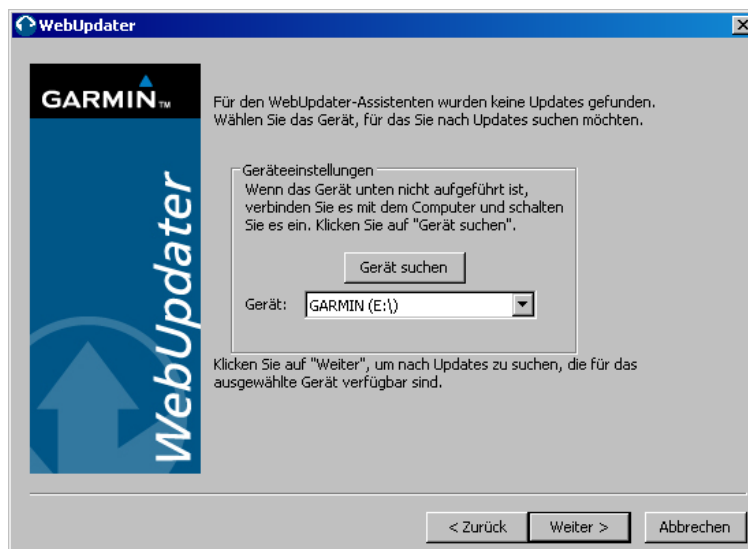 WebUpdater
GARMIN™
WebUpdater
Für den WebUpdater-Assistenten wurden keine Updates gefunden.
Wählen Sie das Gerät, für das Sie nach Updates suchen möchten.
Geräteeinstellungen
Wenn das Gerät unten nicht aufgeführt ist,
verbinden Sie es mit dem Computer und schalten
Sie es ein. Klicken Sie auf "Gerät suchen".
Gerät suchen
Gerät: GARMIN (E:\)
Klicken Sie auf "Weiter", um nach Updates zu suchen, die für das
ausgewählte Gerät verfügbar sind.
< Zurück Weiter > Abbrechen